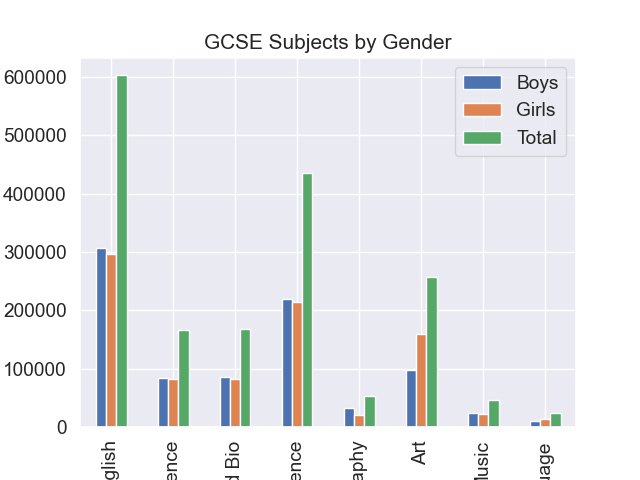 GCSE Subjects by Gender
Boys
Girls
Total
600000
500000
400000
300000
200000
100000
0
glish
ence
d Bio
ence
aphy
Art
Music
uage